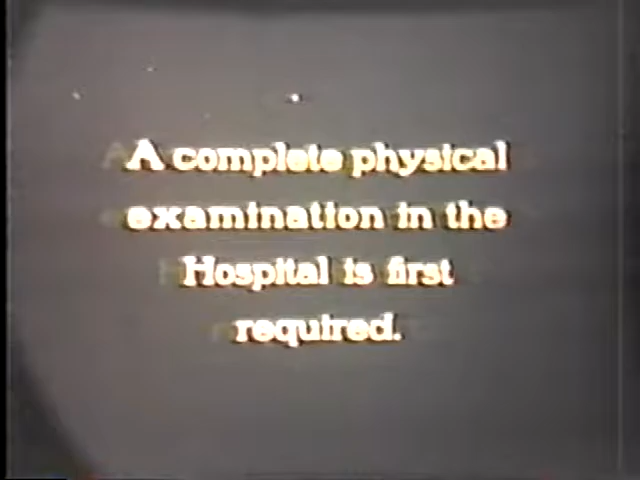 A complete physical
examination in the
Hospital is first
required.